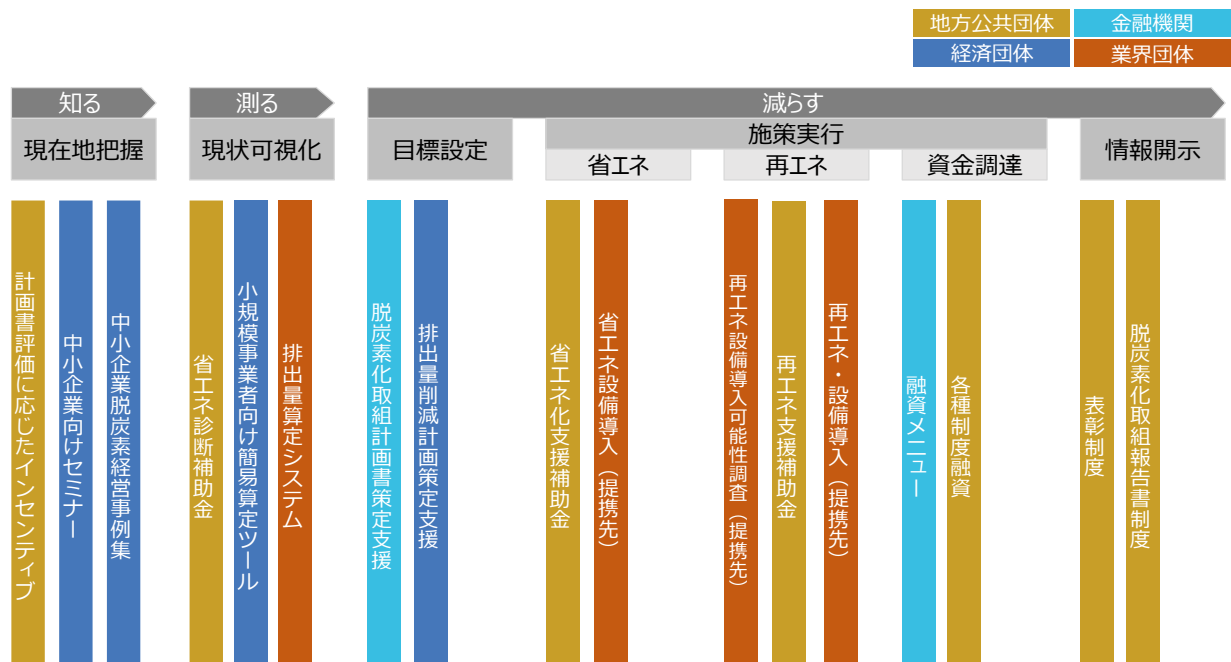 地方公共団体
金融機関
経済団体
業界団体
知る
測る
減らす
現在地把握
現状可視化
目標設定
施策実行
省エネ
再エネ
資金調達
情報開示
計画書評価に応じたインセンティブ
中小企業向けセミナー
中小企業脱炭素経営事例集
省エネ診断補助金
小規模事業者向け簡易算定ツール
排出量算定システム
脱炭素化取組計画書策定支援
排出量削減計画策定支援
省エネ化支援補助金
省エネ設備導入（提携先）
再エネ設備導入可能性調査（提携先）
再エネ支援補助金
再エネ・設備導入（提携先）
融資メニュー
各種制度融資
表彰制度
脱炭素化取組報告書制度